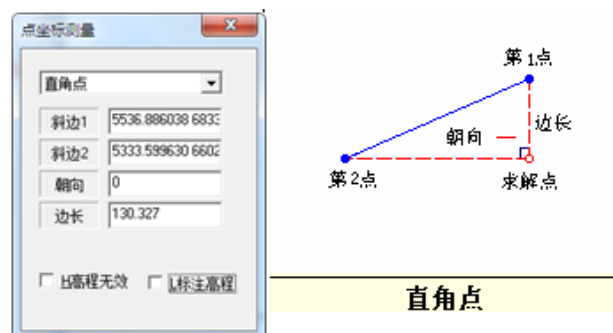 点坐标测量
直角点
斜边1 5536.886038 6833
斜边2 5333.599630 6602
朝向 0
边长 130.327
H高程无效 L标注高程
第1点
朝向
边长
第2点
求解点
直角点